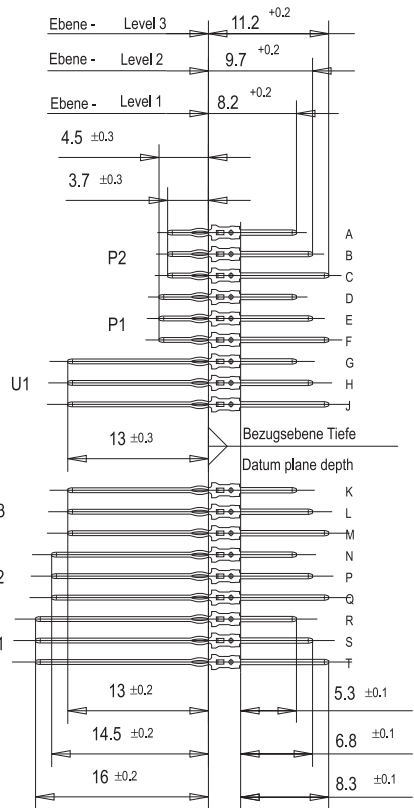 Ebene - Level 3 11.2 +0.2
Ebene - Level 2 9.7 +0.2
Ebene - Level 1 8.2 +0.2
4.5 ±0.3
3.7 ±0.3
A
P2 B
C
D
P1 E
F
G
U1 H
J
13 ±0.3 Bezugsebene Tiefe
Datum plane depth
K
3 L
M
N
2 P
Q
R
1 S
T
13 ±0.2 5.3 ±0.1
14.5 ±0.2 6.8 ±0.1
16 ±0.2 8.3 ±0.1